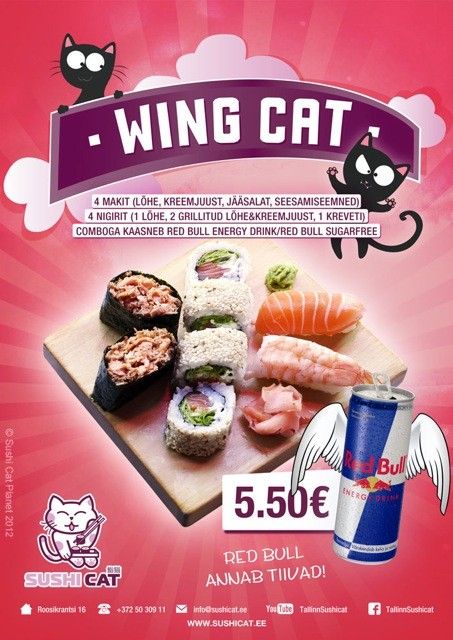 · WING CAT ·
4 MAKIT (LÕHE, KREEMJUUST, JÄÄSALAT, SEESAMISEEMNED)
4 NIGIRIT (1 LÕHE, 2 GRILLITUD LÕHE&KREEMJUUST, 1 KREVETI)
COMBOGA KAASNEB RED BULL ENERGY DRINK/RED BULL SUGARFREE
Red Bull
ENERGY DRINK
5.50€
RED BULL
ANNAB TIIVAD!
© Sushi Cat Planet 2012
SUSHI CAT
Roosikrantsi 16
+372 50 309 11
info@sushicat.ee
YouTube TallinnSushicat
f TallinnSushicat
WWW.SUSHICAT.EE